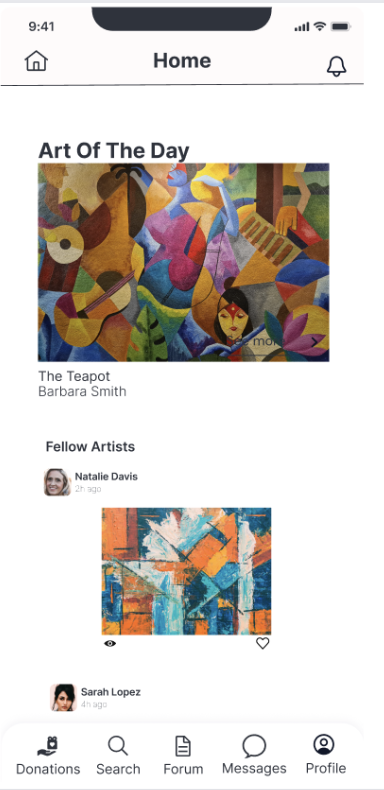 9:41
Home
Art Of The Day
See more
The Teapot
Barbara Smith
Fellow Artists
Natalie Davis
2h ago
Sarah Lopez
4h ago
Donations
Search
Forum
Messages
Profile